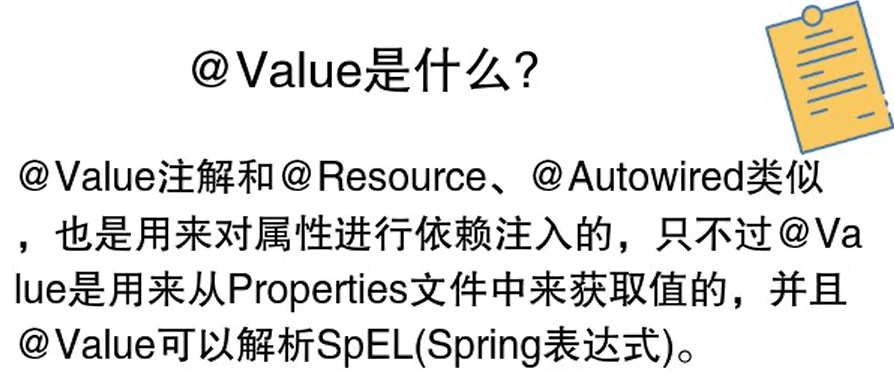 @Value是什么?
@Value注解和@Resource、@Autowired类似
，也是用来对属性进行依赖注入的，只不过@Va
lue是用来从Properties文件中来获取值的，并且
@Value可以解析SpEL(Spring表达式)。